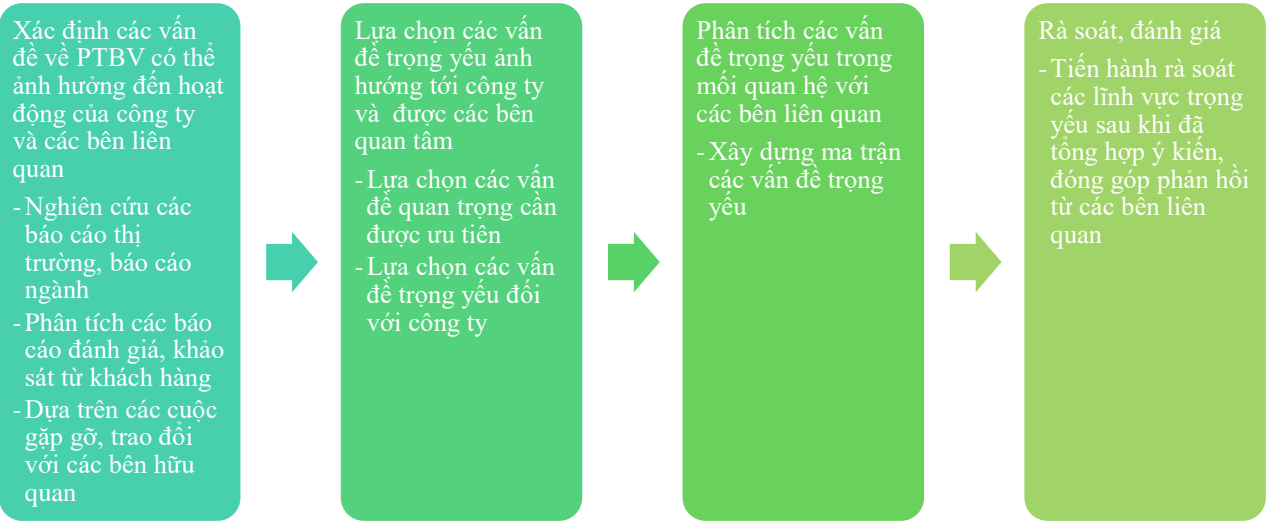 Xác định các vấn
đề về PTBV có thể
ảnh hưởng đến hoạt
động của công ty
và các bên liên
quan
- Nghiên cứu các
báo cáo thị
trường, báo cáo
ngành
- Phân tích các báo
cáo đánh giá, khảo
sát từ khách hàng
- Dựa trên các cuộc
gặp gỡ, trao đổi
với các bên hữu
quan
Lựa chọn các vấn
đề trọng yếu ảnh
hướng tới công ty
và được các bên
quan tâm
- Lựa chọn các vấn
đề quan trọng cần
được ưu tiên
- Lựa chọn các vấn
đề trọng yếu đối
với công ty
Phân tích các vấn
đề trọng yếu trong
mối quan hệ với
các bên liên quan
- Xây dựng ma trận
các vấn đề trọng
yếu
Rà soát, đánh giá
- Tiến hành rà soát
các lĩnh vực trọng
yếu sau khi đã
tổng hợp ý kiến,
đóng góp phản hồi
từ các bên liên
quan